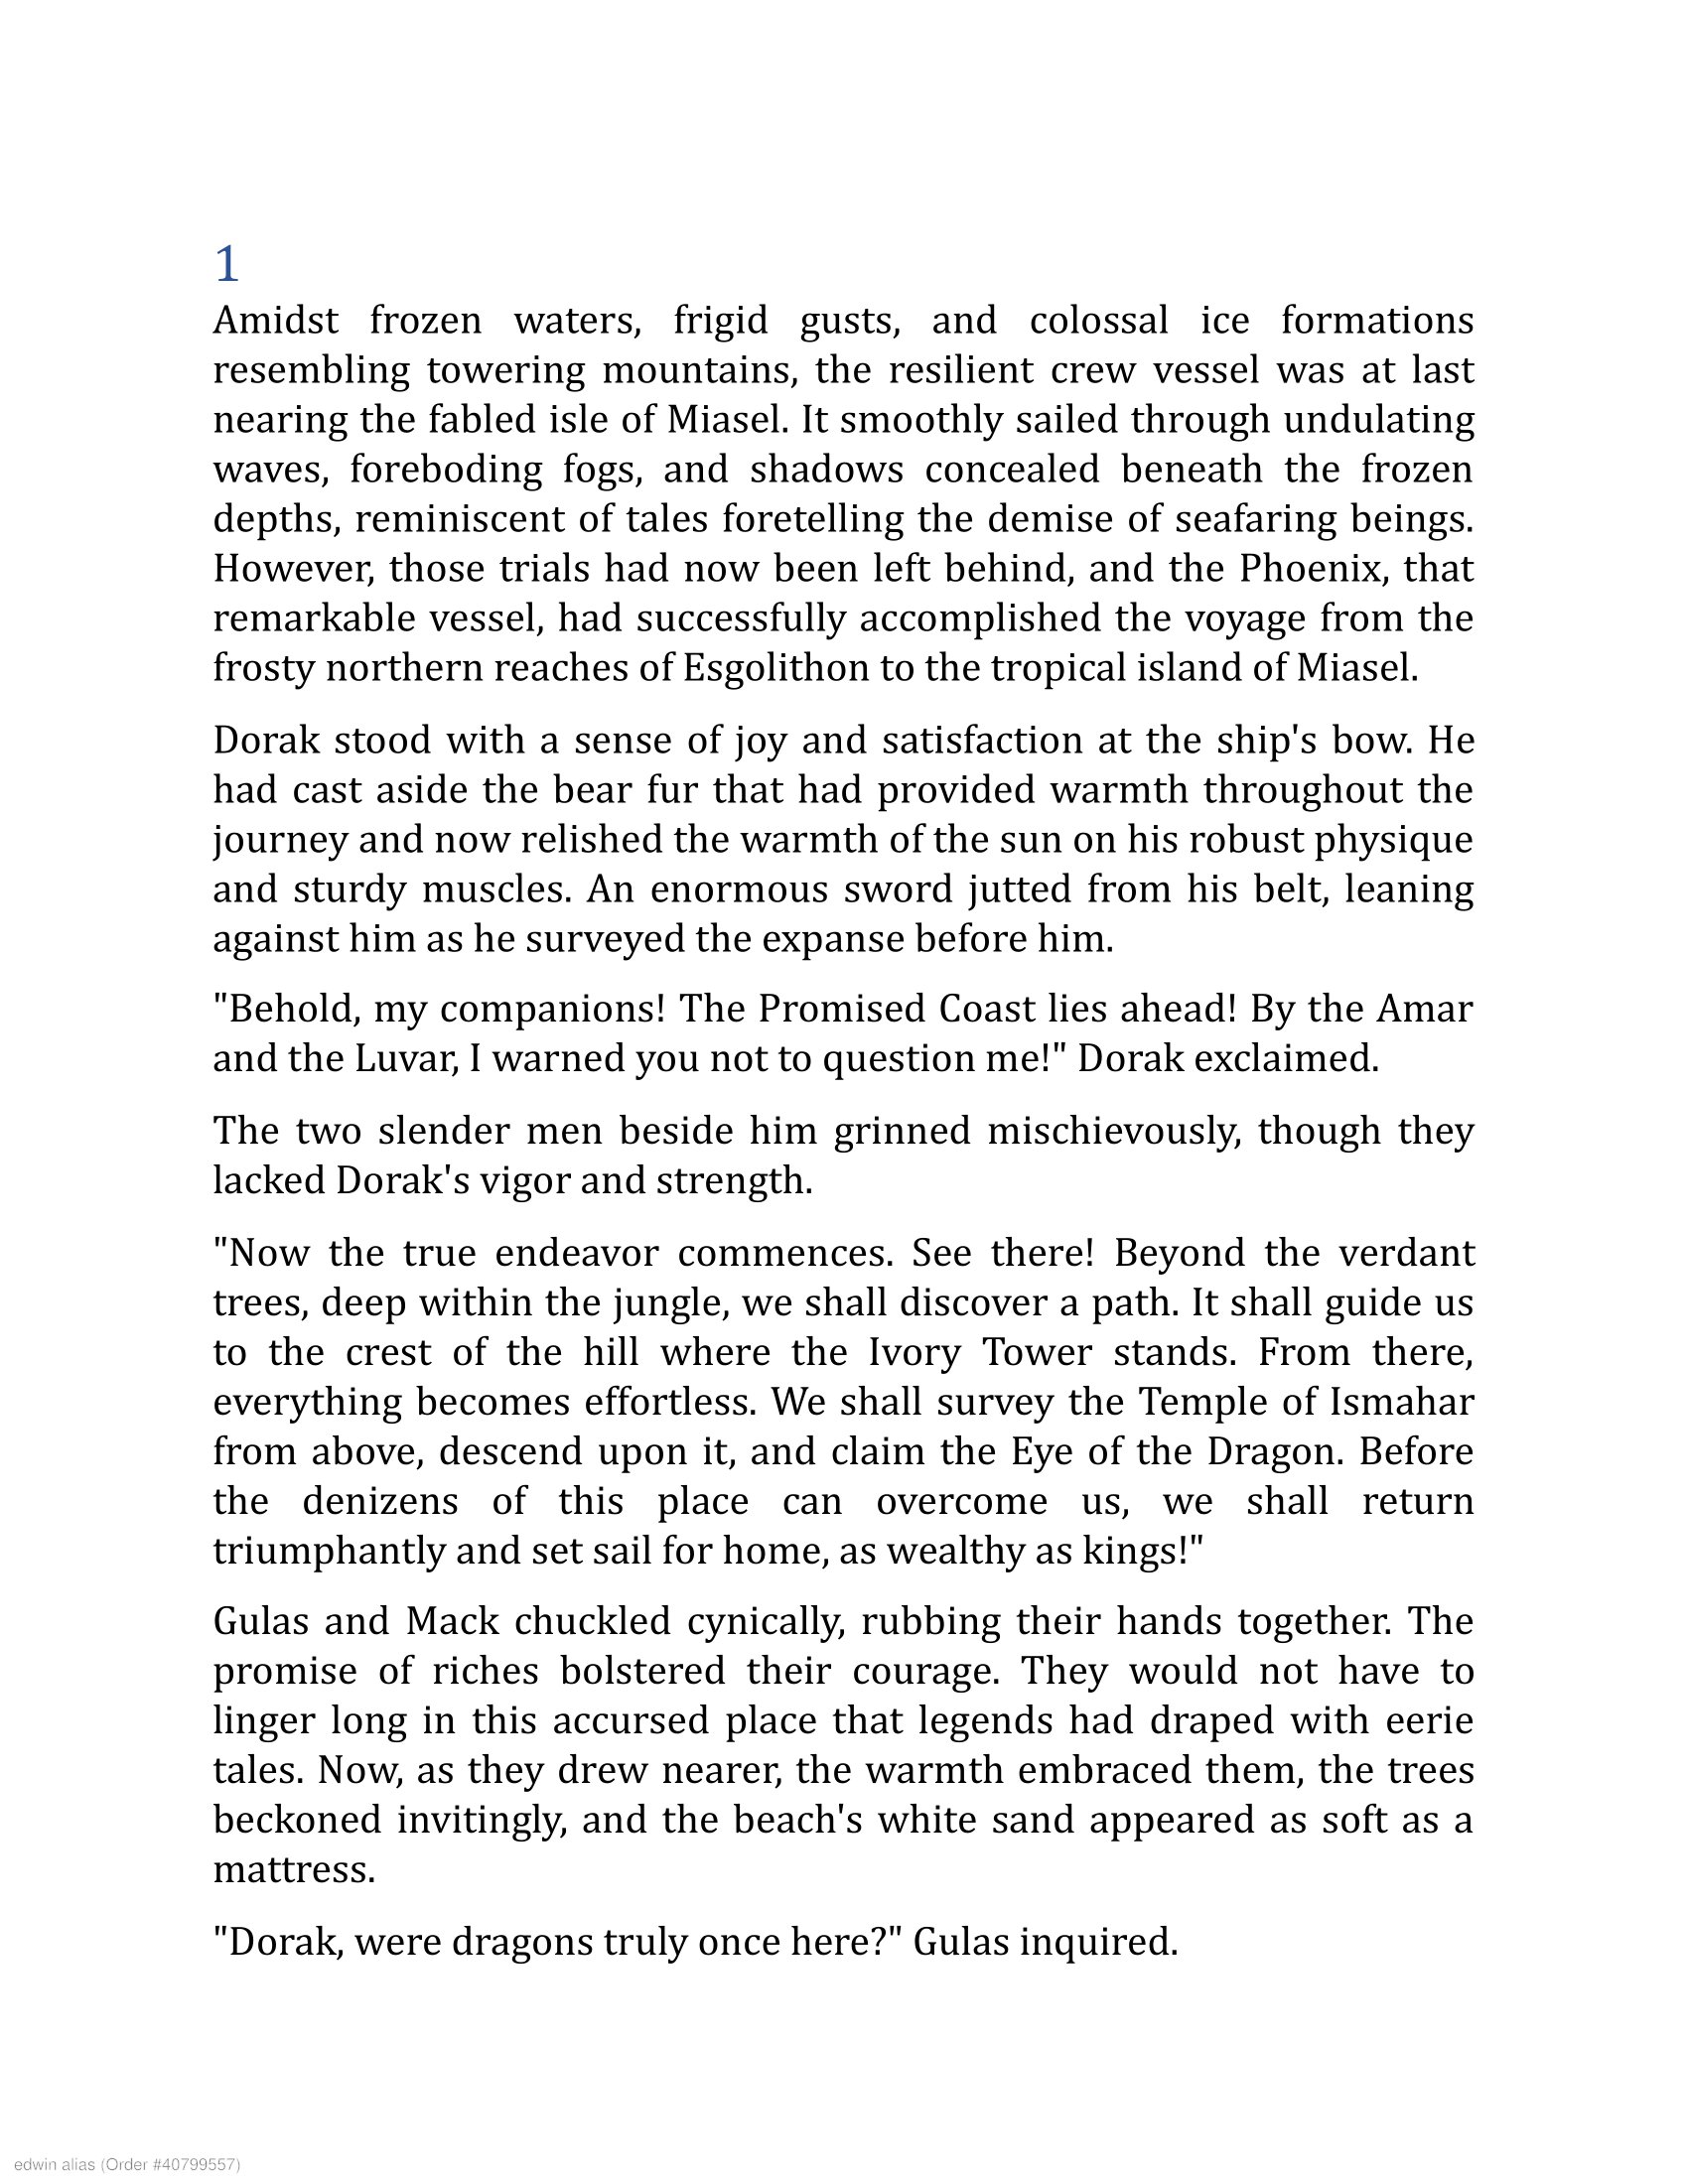 1
Amidst frozen waters, frigid gusts, and colossal ice formations
resembling towering mountains, the resilient crew vessel was at last
nearing the fabled isle of Miasel. It smoothly sailed through undulating
waves, foreboding fogs, and shadows concealed beneath the frozen
depths, reminiscent of tales foretelling the demise of seafaring beings.
However, those trials had now been left behind, and the Phoenix, that
remarkable vessel, had successfully accomplished the voyage from the
frosty northern reaches of Esgolithon to the tropical island of Miasel.
Dorak stood with a sense of joy and satisfaction at the ship's bow. He
had cast aside the bear fur that had provided warmth throughout the
journey and now relished the warmth of the sun on his robust physique
and sturdy muscles. An enormous sword jutted from his belt, leaning
against him as he surveyed the expanse before him.
"Behold, my companions! The Promised Coast lies ahead! By the Amar
and the Luvar, I warned you not to question me!" Dorak exclaimed.
The two slender men beside him grinned mischievously, though they
lacked Dorak's vigor and strength.
"Now the true endeavor commences. See there! Beyond the verdant
trees, deep within the jungle, we shall discover a path. It shall guide us
to the crest of the hill where the Ivory Tower stands. From there,
everything becomes effortless. We shall survey the Temple of Ismahar
from above, descend upon it, and claim the Eye of the Dragon. Before
the denizens of this place can overcome us, we shall return
triumphantly and set sail for home, as wealthy as kings!"
Gulas and Mack chuckled cynically, rubbing their hands together. The
promise of riches bolstered their courage. They would not have to
linger long in this accursed place that legends had draped with eerie
tales. Now, as they drew nearer, the warmth embraced them, the trees
beckoned invitingly, and the beach's white sand appeared as soft as a
mattress.
"Dorak, were dragons truly once here?" Gulas inquired.
edwin alias (Order #40799557)